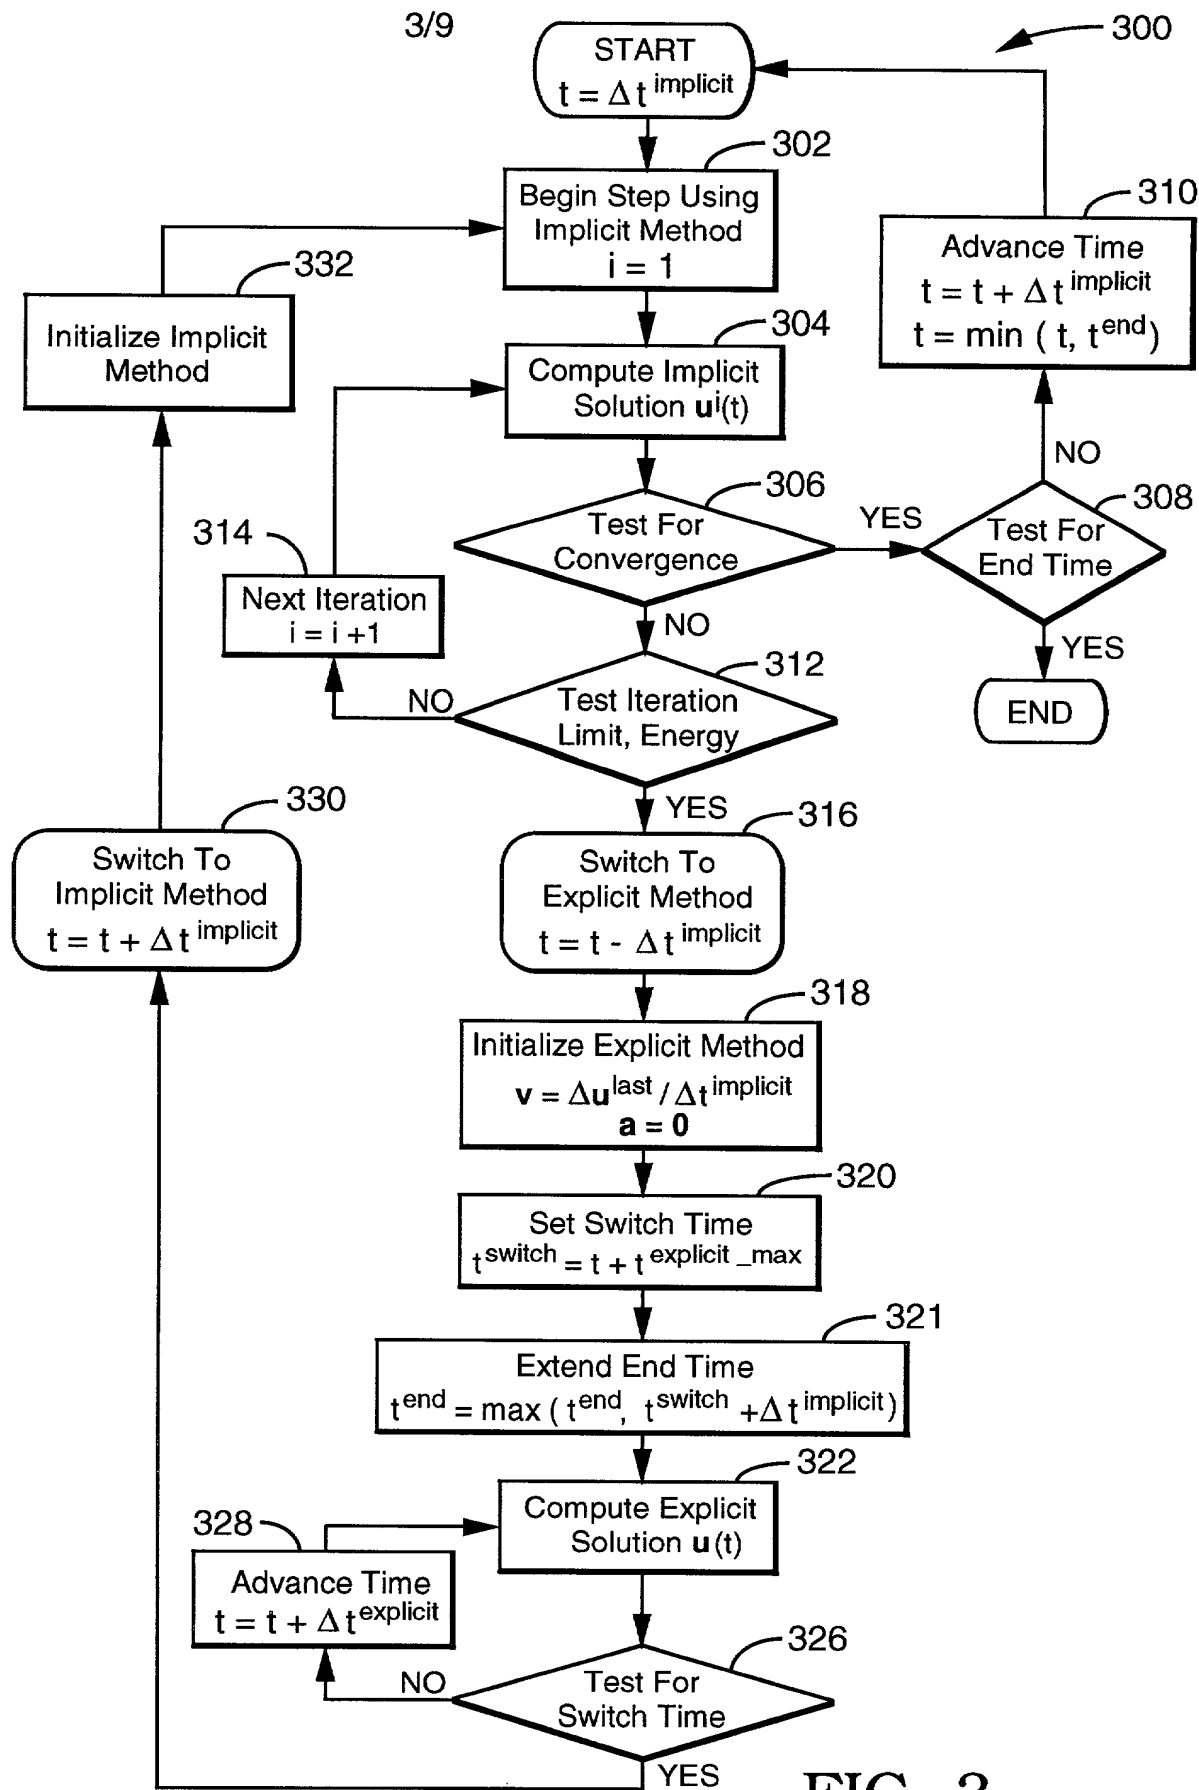 3/9
300
START
t = Δt^implicit
302
Begin Step Using
Implicit Method
i = 1
310
Advance Time
t = t + Δt^implicit
t = min ( t, t^end)
332
Initialize Implicit
Method
304
Compute Implicit
Solution u^i(t)
NO
306
Test For
Convergence
YES
308
Test For
End Time
314
Next Iteration
i = i +1
NO
YES
END
312
Test Iteration
Limit, Energy
NO
YES
330
Switch To
Implicit Method
t = t + Δt^implicit
316
Switch To
Explicit Method
t = t - Δt^implicit
318
Initialize Explicit Method
v = Δu^last / Δt^implicit
a = 0
320
Set Switch Time
t^switch = t + t^explicit_max
321
Extend End Time
t^end = max ( t^end, t^switch +Δt^implicit)
322
Compute Explicit
Solution u(t)
328
Advance Time
t = t + Δt^explicit
326
Test For
Switch Time
NO
YES